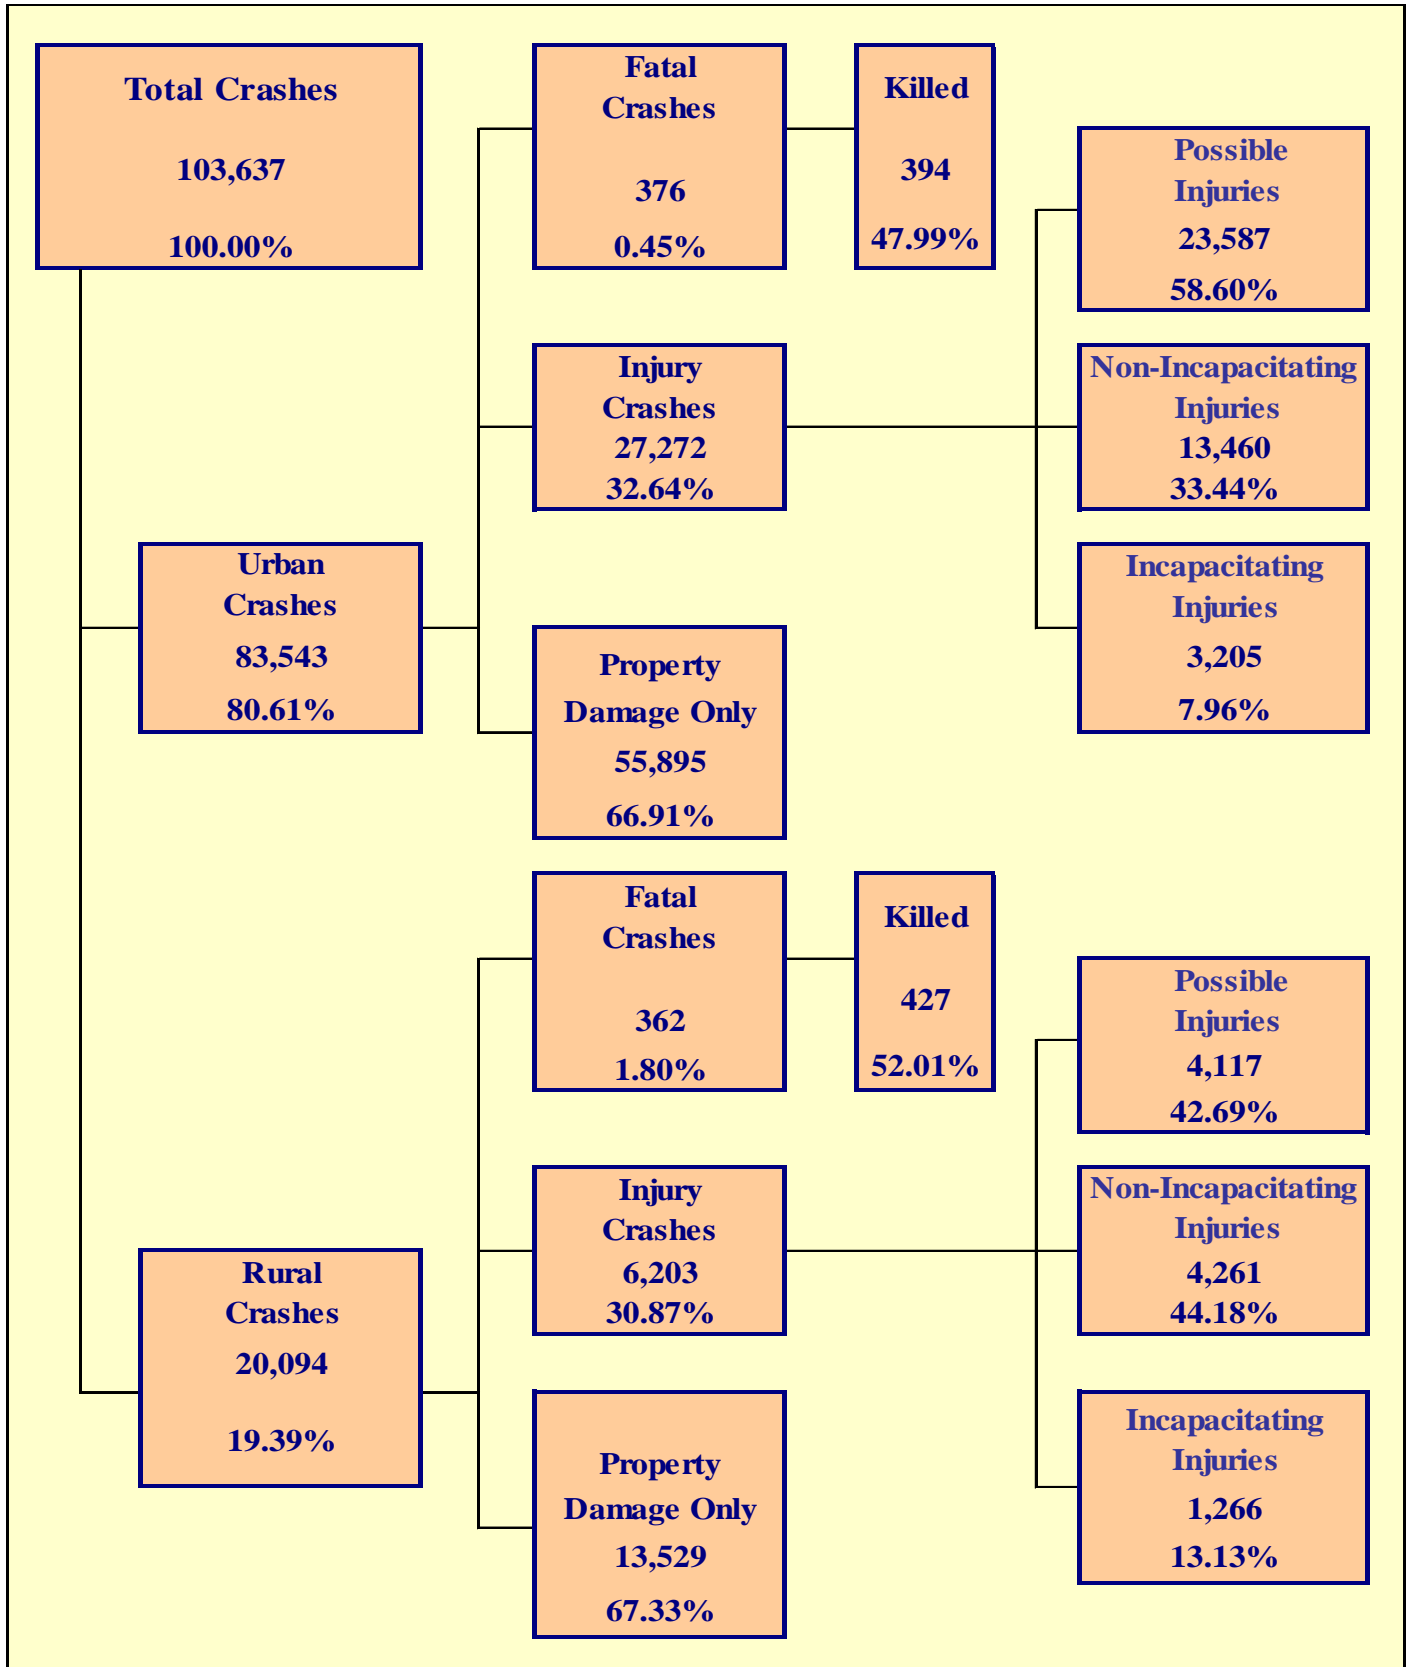 Total Crashes
103,637
100.00%
Fatal
Crashes
376
0.45%
Killed
394
47.99%
Possible
Injuries
23,587
58.60%
Injury
Crashes
27,272
32.64%
Non-Incapacitating
Injuries
13,460
33.44%
Urban
Crashes
83,543
80.61%
Incapacitating
Injuries
3,205
7.96%
Property
Damage Only
55,895
66.91%
Fatal
Crashes
362
1.80%
Killed
427
52.01%
Possible
Injuries
4,117
42.69%
Injury
Crashes
6,203
30.87%
Non-Incapacitating
Injuries
4,261
44.18%
Rural
Crashes
20,094
19.39%
Property
Damage Only
13,529
67.33%
Incapacitating
Injuries
1,266
13.13%